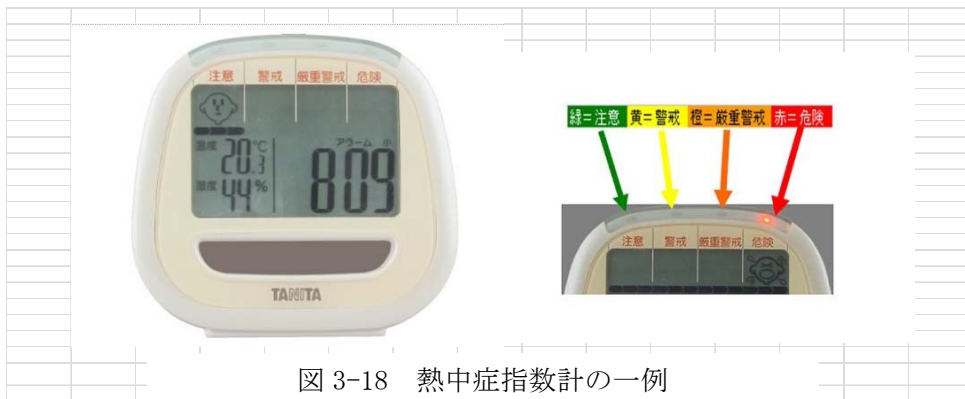 注意 警戒 厳重警戒 危険
温度 20.3℃
アラーム 小
809
湿度 44%
TANITA
緑=注意 黄=警戒 橙=厳重警戒 赤=危険
注意 警戒 厳重警戒 危険
図 3-18 熱中症指数計の一例